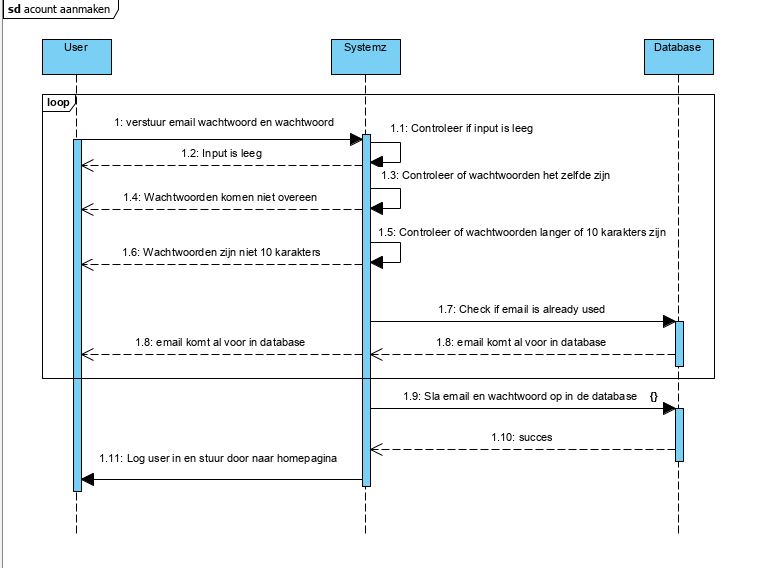 sd acount aanmaken
User
Systemz
Database
loop
1: verstuur email wachtwoord en wachtwoord
1.1: Controleer if input is leeg
1.2: Input is leeg
1.3: Controleer of wachtwoorden het zelfde zijn
1.4: Wachtwoorden komen niet overeen
1.5: Controleer of wachtwoorden langer of 10 karakters zijn
1.6: Wachtwoorden zijn niet 10 karakters
1.7: Check if email is already used
1.8: email komt al voor in database
1.8: email komt al voor in database
1.9: Sla email en wachtwoord op in de database {}
1.10: succes
1.11: Log user in en stuur door naar homepagina